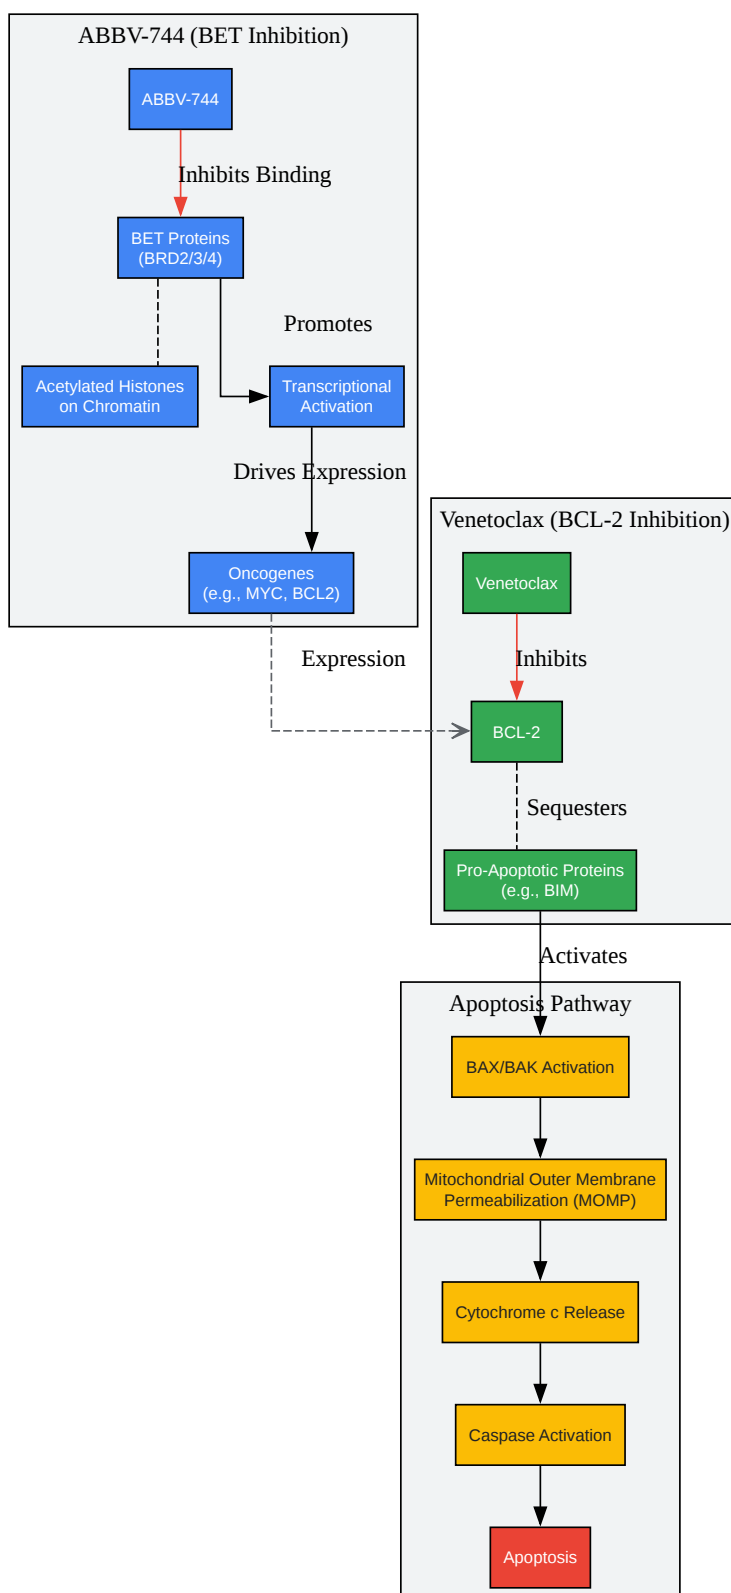 ABBV-744 (BET Inhibition)
ABBV-744
Inhibits Binding
BET Proteins
(BRD2/3/4)
Promotes
Acetylated Histones
on Chromatin
Transcriptional
Activation
Drives Expression
Oncogenes
(e.g., MYC, BCL2)
Expression
Venetoclax (BCL-2 Inhibition)
Venetoclax
Inhibits
BCL-2
Sequesters
Pro-Apoptotic Proteins
(e.g., BIM)
Activates
Apoptosis Pathway
BAX/BAK Activation
Mitochondrial Outer Membrane
Permeabilization (MOMP)
Cytochrome c Release
Caspase Activation
Apoptosis